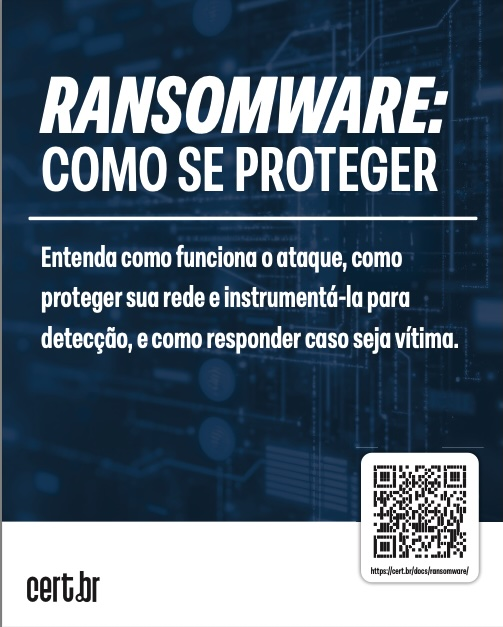 RANSOMWARE:
COMO SE PROTEGER
Entenda como funciona o ataque, como
proteger sua rede e instrumentá-la para
detecção, e como responder caso seja vítima.
https://cert.br/docs/ransomware/
cert.br